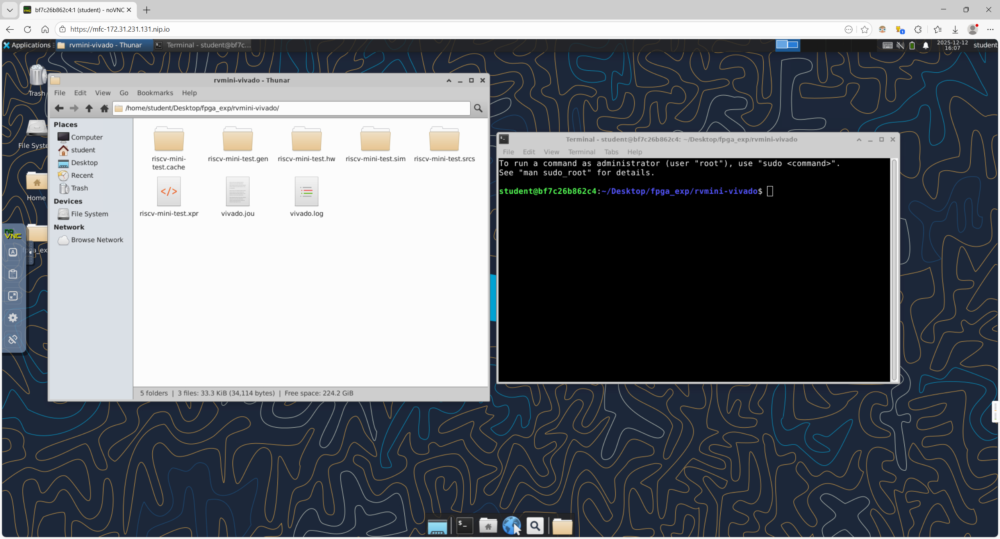 bf7c26b862c4:1 (student) - noVNC
https://mfc-172.31.231.131.nip.io
Applications
rvmini-vivado - Thunar
Terminal - student@bf7c...
2025-12-12
16:07
student
Trash
File Syste
Home
fpga_ex
no
VNC
rvmini-vivado - Thunar
File Edit View Go Bookmarks Help
/home/student/Desktop/fpga_exp/rvmini-vivado/
Places
Computer
student
Desktop
Recent
Trash
Devices
File System
Network
Browse Network
riscv-mini-
test.cache
riscv-mini-test.gen
riscv-mini-test.hw
riscv-mini-test.sim
riscv-mini-test.srcs
riscv-mini-test.xpr
vivado.jou
vivado.log
5 folders | 3 files: 33.3 KiB (34,114 bytes) | Free space: 224.2 GiB
Terminal - student@bf7c26b862c4: ~/Desktop/fpga_exp/rvmini-vivado
File Edit View Terminal Tabs Help
To run a command as administrator (user "root"), use "sudo <command>".
See "man sudo_root" for details.
student@bf7c26b862c4:~/Desktop/fpga_exp/rvmini-vivado$